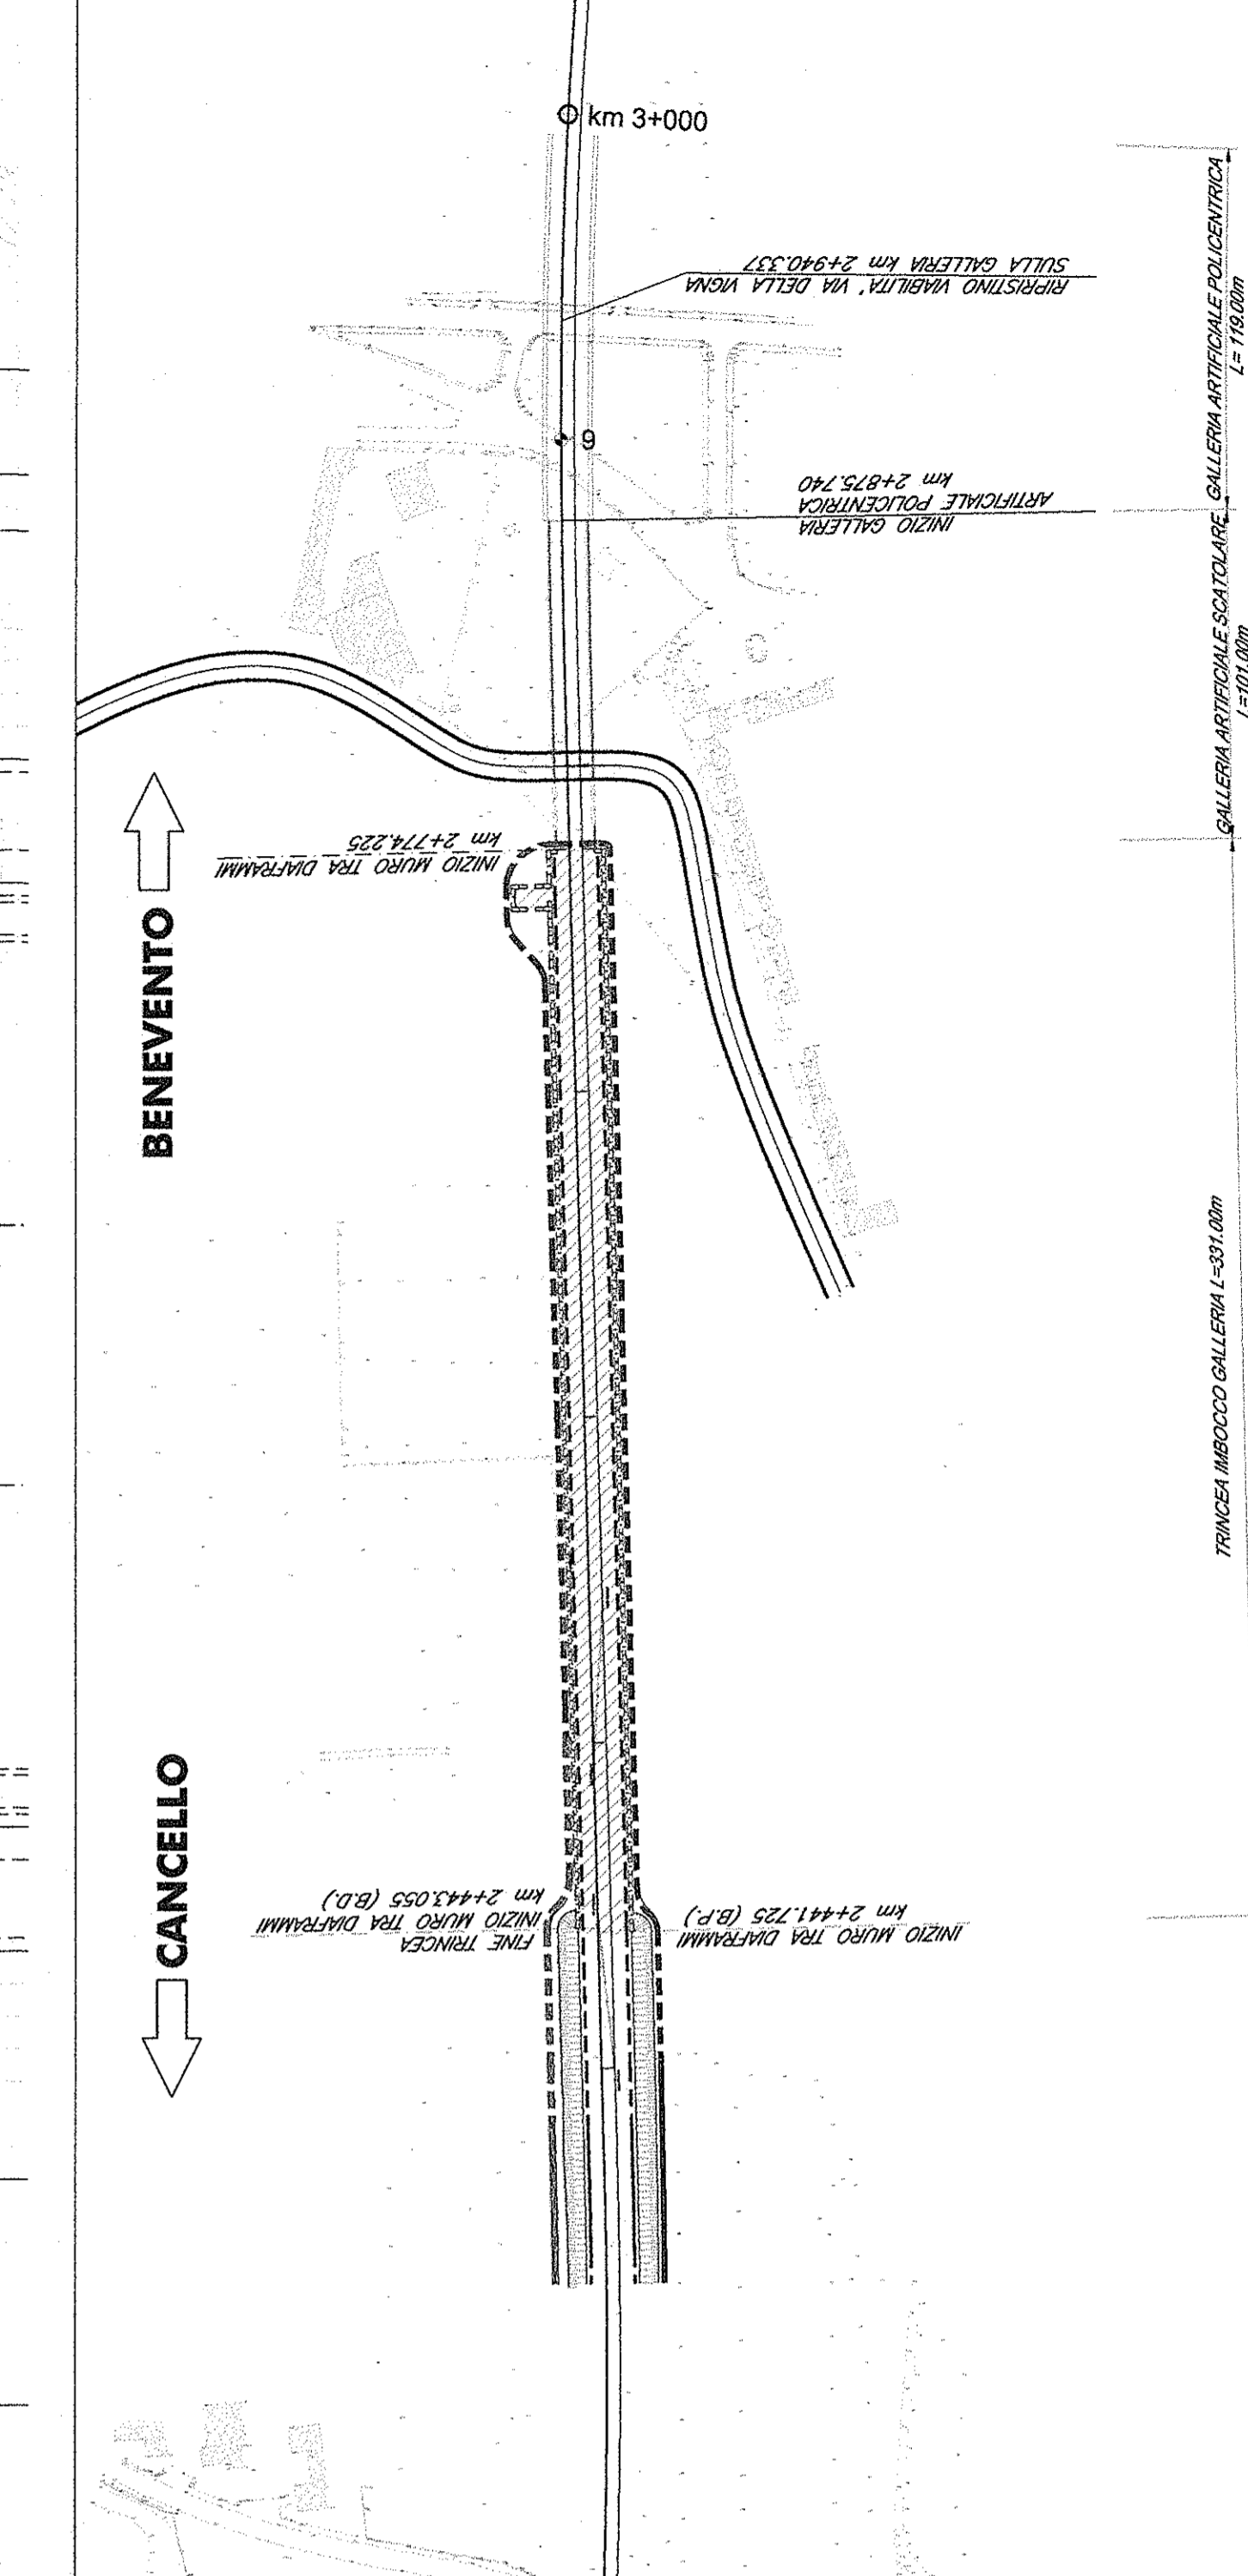 km 3+000
RIPRISTINO VIABILITA' VIA DELLA VIGNA
SULLA GALLERIA km 2+940.337
9
INIZIO GALLERIA
ARTIFICIALE POLICENTRICA
km 2+875.740
GALLERIA ARTIFICIALE POLICENTRICA
L= 119.00m
GALLERIA ARTIFICIALE SCATOLARE
L=101.00m
INIZIO MURO TRA DIAFRAMMI
km 2+774.225
BENEVENTO
TRINCEA IMBOCCO GALLERIA L=331.00m
CANCELLO
FINE TRINCEA
INIZIO MURO TRA DIAFRAMMI
km 2+443.055 (B.D.)
INIZIO MURO TRA DIAFRAMMI
km 2+441.725 (B.P.)